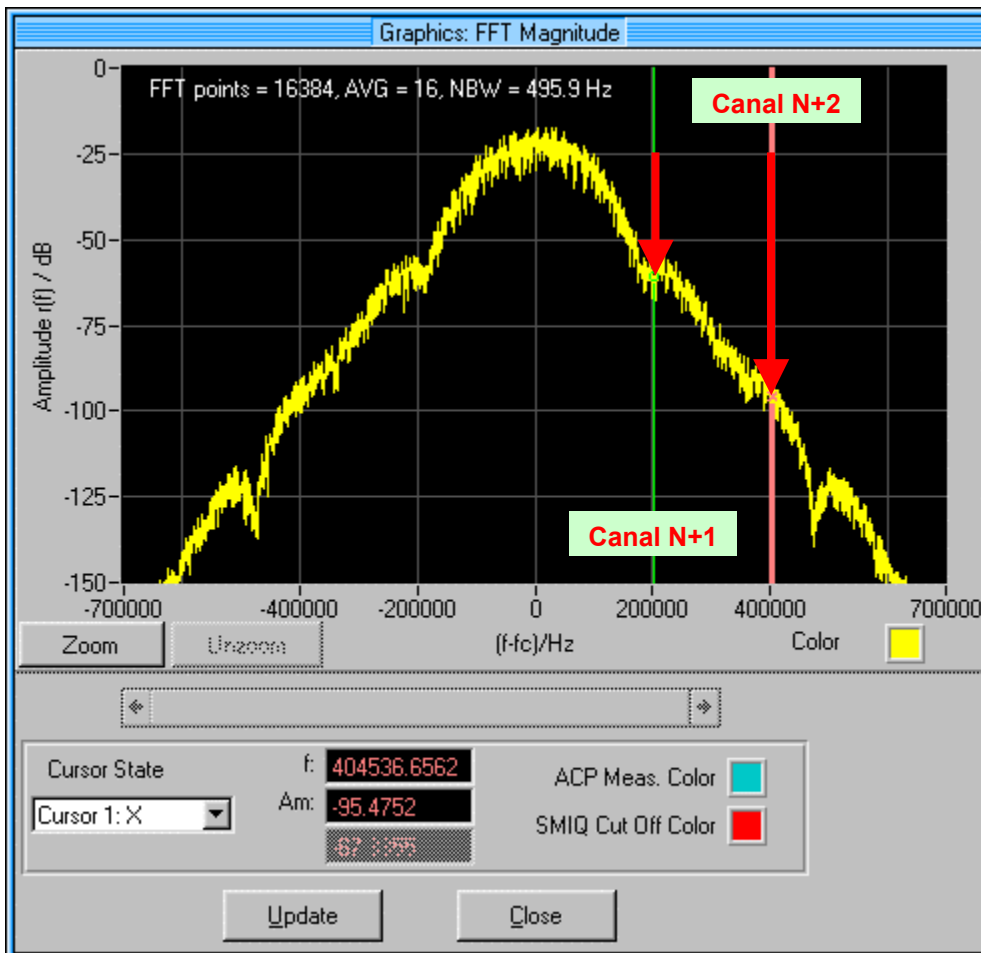 Graphics: FFT Magnitude
FFT points = 16384, AVG = 16, NBW = 495.9 Hz
Canal N+2
Canal N+1
Amplitude r(f) / dB
0
-25
-50
-75
-100
-125
-150
-700000
-400000
-200000
0
200000
400000
700000
(f-fc)/Hz
Zoom
Unzoom
Color
Cursor State
Cursor 1: X
f:
404536.6562
Am:
-95.4752
ACP Meas. Color
SMIQ Cut Off Color
Update
Close